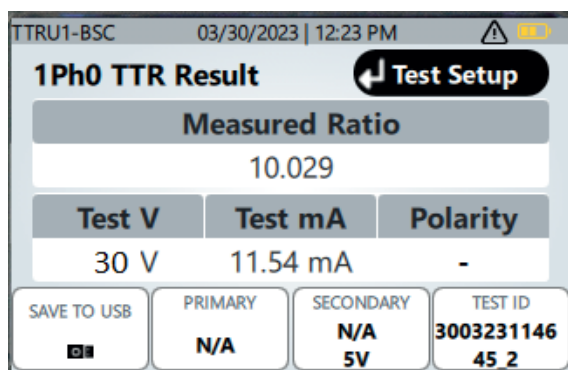 TTRU1-BSC 03/30/2023 | 12:23 PM
1Ph0 TTR Result Test Setup
Measured Ratio
10.029
Test V Test mA Polarity
30 V 11.54 mA -
SAVE TO USB PRIMARY SECONDARY TEST ID
N/A N/A 3003231146
5V 45_2